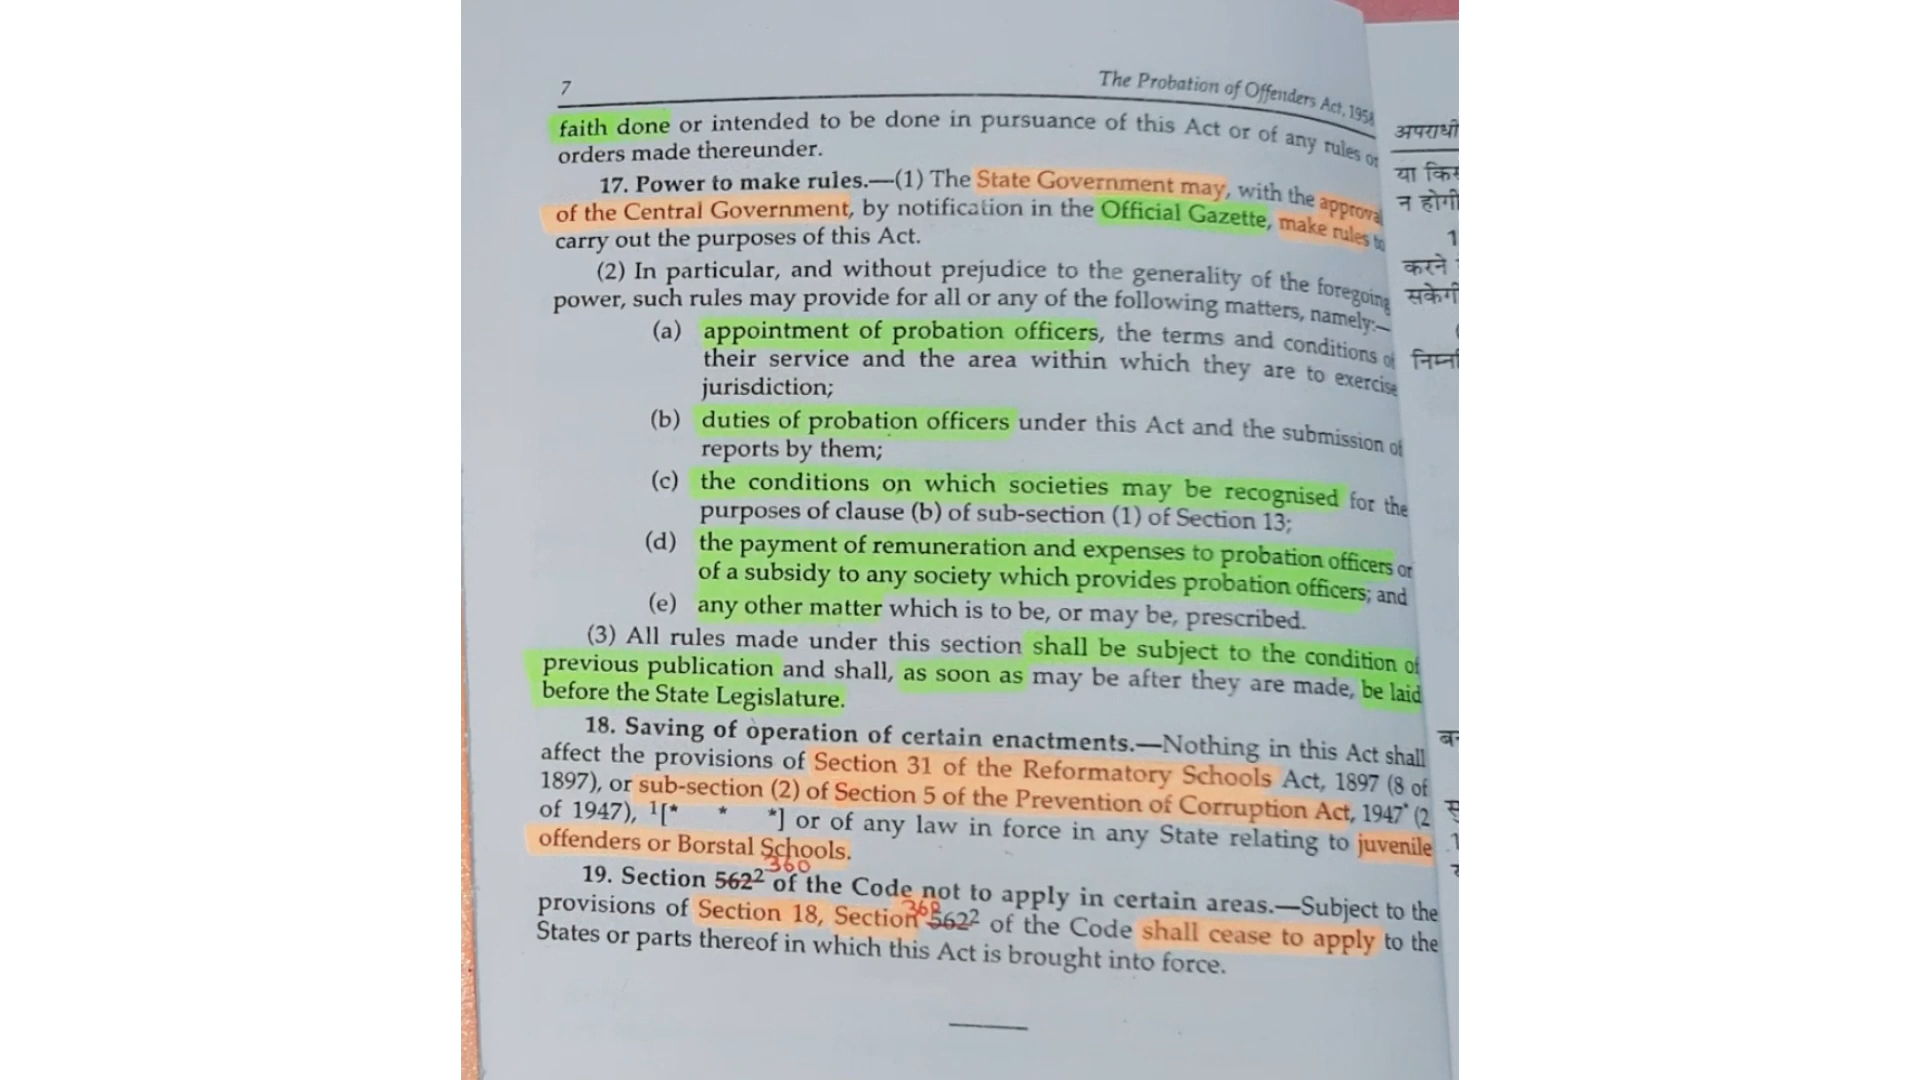 7
The Probation of Offenders Act, 1958
faith done or intended to be done in pursuance of this Act or of any rules or
orders made thereunder.
17. Power to make rules.—(1) The State Government may, with the approval
of the Central Government, by notification in the Official Gazette, make rules to
carry out the purposes of this Act.
(2) In particular, and without prejudice to the generality of the foregoing
power, such rules may provide for all or any of the following matters, namely:—
(a) appointment of probation officers, the terms and conditions of
their service and the area within which they are to exercise
jurisdiction;
(b) duties of probation officers under this Act and the submission of
reports by them;
(c) the conditions on which societies may be recognised for the
purposes of clause (b) of sub-section (1) of Section 13;
(d) the payment of remuneration and expenses to probation officers or
of a subsidy to any society which provides probation officers; and
(e) any other matter which is to be, or may be, prescribed.
(3) All rules made under this section shall be subject to the condition of
previous publication and shall, as soon as may be after they are made, be laid
before the State Legislature.
18. Saving of operation of certain enactments.—Nothing in this Act shall
affect the provisions of Section 31 of the Reformatory Schools Act, 1897 (8 of
1897), or sub-section (2) of Section 5 of the Prevention of Corruption Act, 1947* (2
of 1947), 1[* * *] or of any law in force in any State relating to juvenile
offenders or Borstal Schools.
360
19. Section 562² of the Code not to apply in certain areas.—Subject to the
360
provisions of Section 18, Section 562² of the Code shall cease to apply to the
States or parts thereof in which this Act is brought into force.
अपराधी
या
न होगी
करने
सकेगी